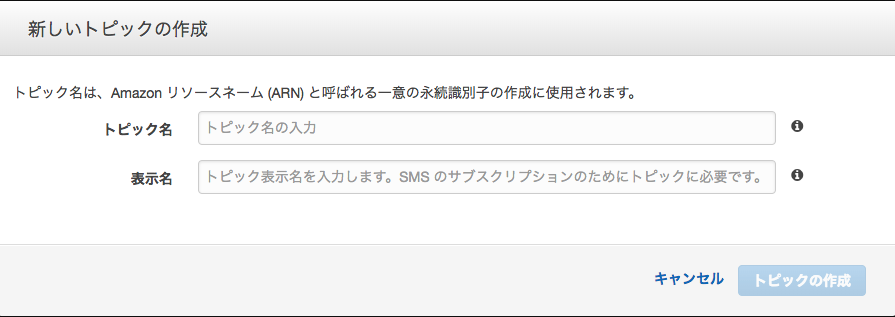 新しいトピックの作成
トピック名は、Amazon リソースネーム (ARN) と呼ばれる一意の永続識別子の作成に使用されます。
トピック名 トピック名の入力
表示名 トピック表示名を入力します。SMS のサブスクリプションのためにトピックに必要です。
キャンセル トピックの作成